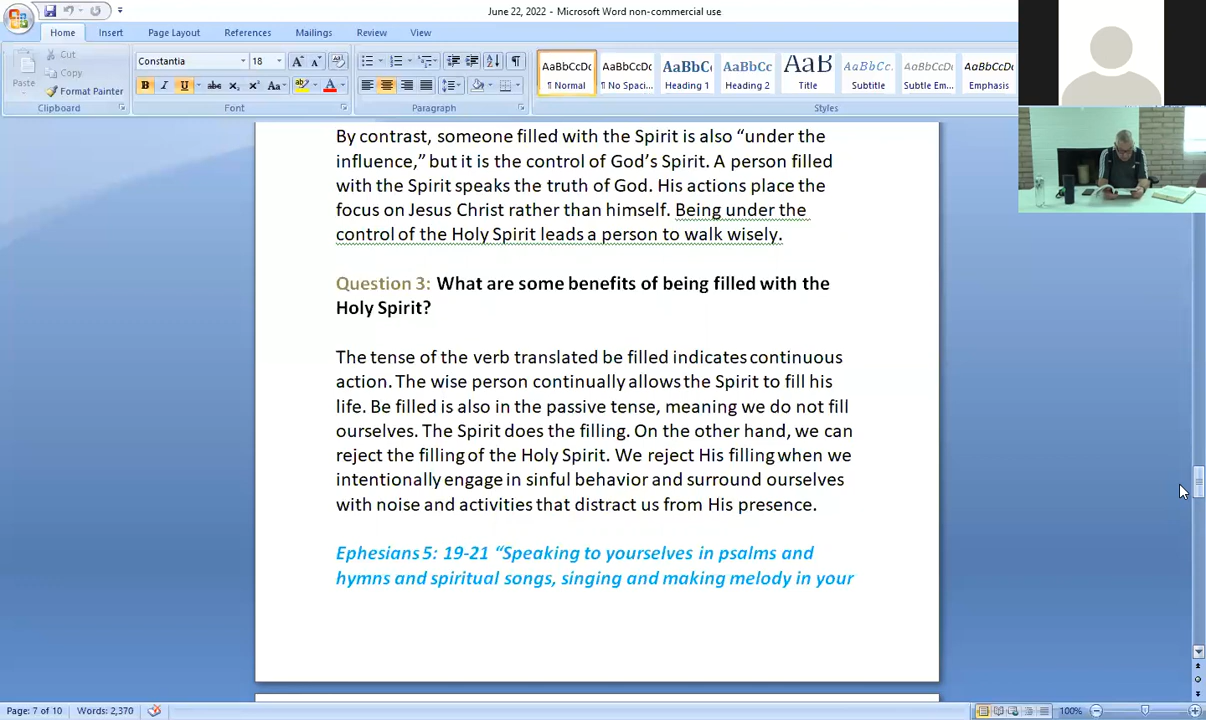 June 22, 2022 - Microsoft Word non-commercial use
Home Insert Page Layout References Mailings Review View
Paste
Cut
Copy
Format Painter
Clipboard
Constantia 18
Font
Paragraph
AaBbCcDc AaBbCcDc AaBbC AaBbCc AaB AaBbCc. AaBbCcDc AaBbCcDc
¶ Normal ¶ No Spaci... Heading 1 Heading 2 Title Subtitle Subtle Em... Emphasis
Styles
By contrast, someone filled with the Spirit is also “under the
influence,” but it is the control of God’s Spirit. A person filled
with the Spirit speaks the truth of God. His actions place the
focus on Jesus Christ rather than himself. Being under the
control of the Holy Spirit leads a person to walk wisely.
Question 3: What are some benefits of being filled with the
Holy Spirit?
The tense of the verb translated be filled indicates continuous
action. The wise person continually allows the Spirit to fill his
life. Be filled is also in the passive tense, meaning we do not fill
ourselves. The Spirit does the filling. On the other hand, we can
reject the filling of the Holy Spirit. We reject His filling when we
intentionally engage in sinful behavior and surround ourselves
with noise and activities that distract us from His presence.
Ephesians 5: 19-21 “Speaking to yourselves in psalms and
hymns and spiritual songs, singing and making melody in your
Page: 7 of 10 Words: 2,370 100%